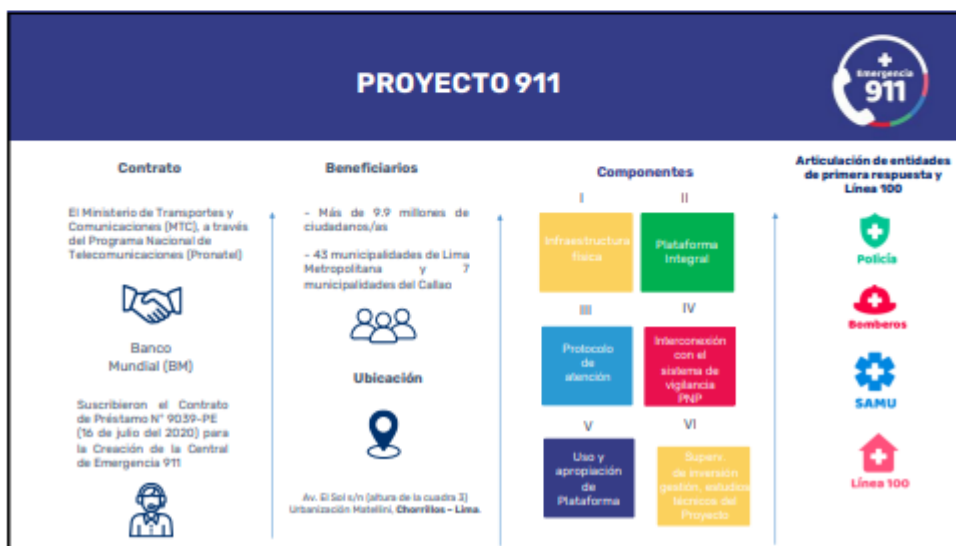 PROYECTO 911
Emergencia
911
Contrato
El Ministerio de Transportes y
Comunicaciones (MTC), a través
del Programa Nacional de
Telecomunicaciones (Pronatel)
Banco
Mundial (BM)
Suscribieron el Contrato
de Préstamo N° 9039-PE
(16 de julio del 2020) para
la Creación de la Central
de Emergencia 911
Beneficiarios
- Más de 9.9 millones de
ciudadanos/as
- 43 municipalidades de Lima
Metropolitana y 7
municipalidades del Callao
Ubicación
Av. El Sol s/n (altura de la cuadra 3)
Urbanización Matellini, Chorrillos – Lima.
Componentes
I
Infraestructura
física
II
Plataforma
Integral
III
Protocolo
de
atención
IV
Interconexión
con el
sistema de
vigilancia
PNP
V
Uso y
apropiación
de
Plataforma
VI
Superv.
de inversión
gestión, estudios
técnicos del
Proyecto
Articulación de entidades
de primera respuesta y
Línea 100
Policía
Bomberos
SAMU
Línea 100